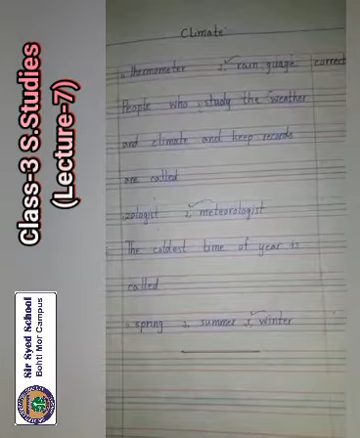 Class-3 S.Studies
(Lecture-7)
Sir Syed School
Bohti Mor Campus
Climate
1, thermometer 2, rain guage correct
People who study the weather
and climate and keep records
are called
1, zologist 2, meteorologist
The coldest time of year is
called
1, spring 2, summer 3, winter